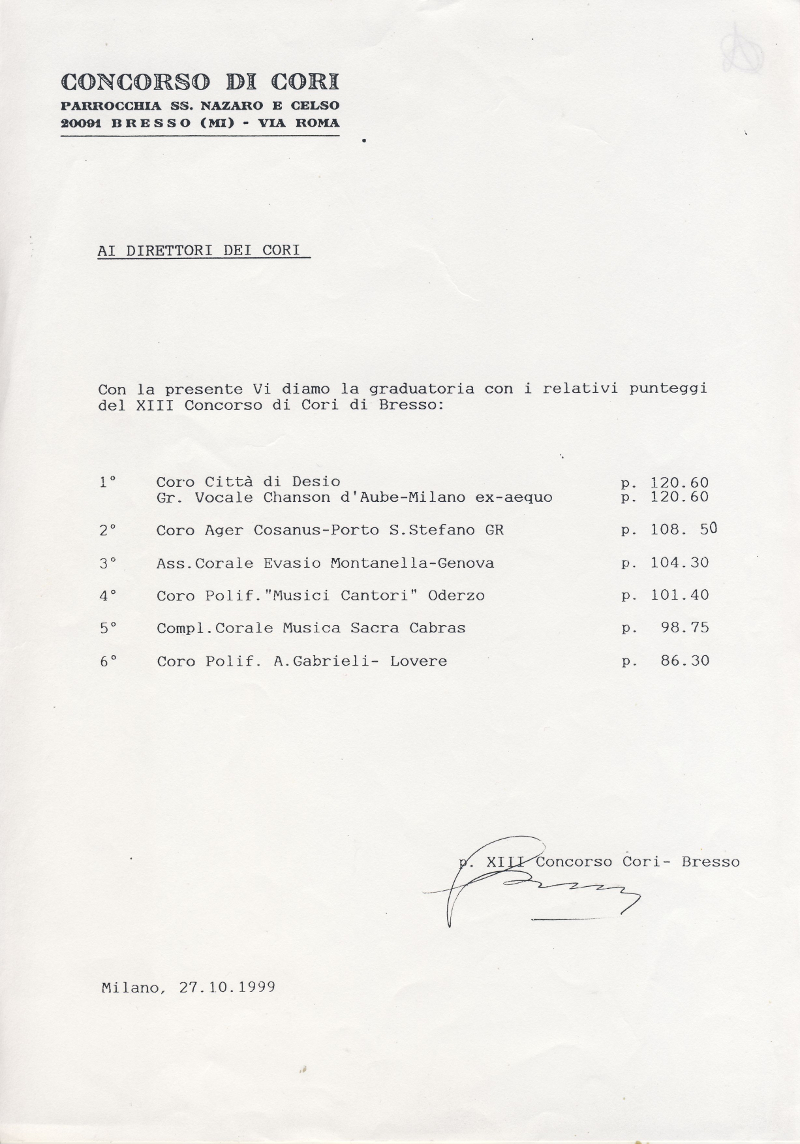 CONCORSO DI CORI
PARROCCHIA SS. NAZARO E CELSO
20091 BRESSO (MI) - VIA ROMA
AI DIRETTORI DEI CORI
Con la presente Vi diamo la graduatoria con i relativi punteggi
del XIII Concorso di Cori di Bresso:
1° Coro Città di Desio p. 120.60
Gr. Vocale Chanson d'Aube-Milano ex-aequo p. 120.60
2° Coro Ager Cosanus-Porto S.Stefano GR p. 108. 50
3° Ass.Corale Evasio Montanella-Genova p. 104.30
4° Coro Polif."Musici Cantori" Oderzo p. 101.40
5° Compl.Corale Musica Sacra Cabras p. 98.75
6° Coro Polif. A.Gabrieli- Lovere p. 86.30
p. XIII Concorso Cori- Bresso
Milano, 27.10.1999